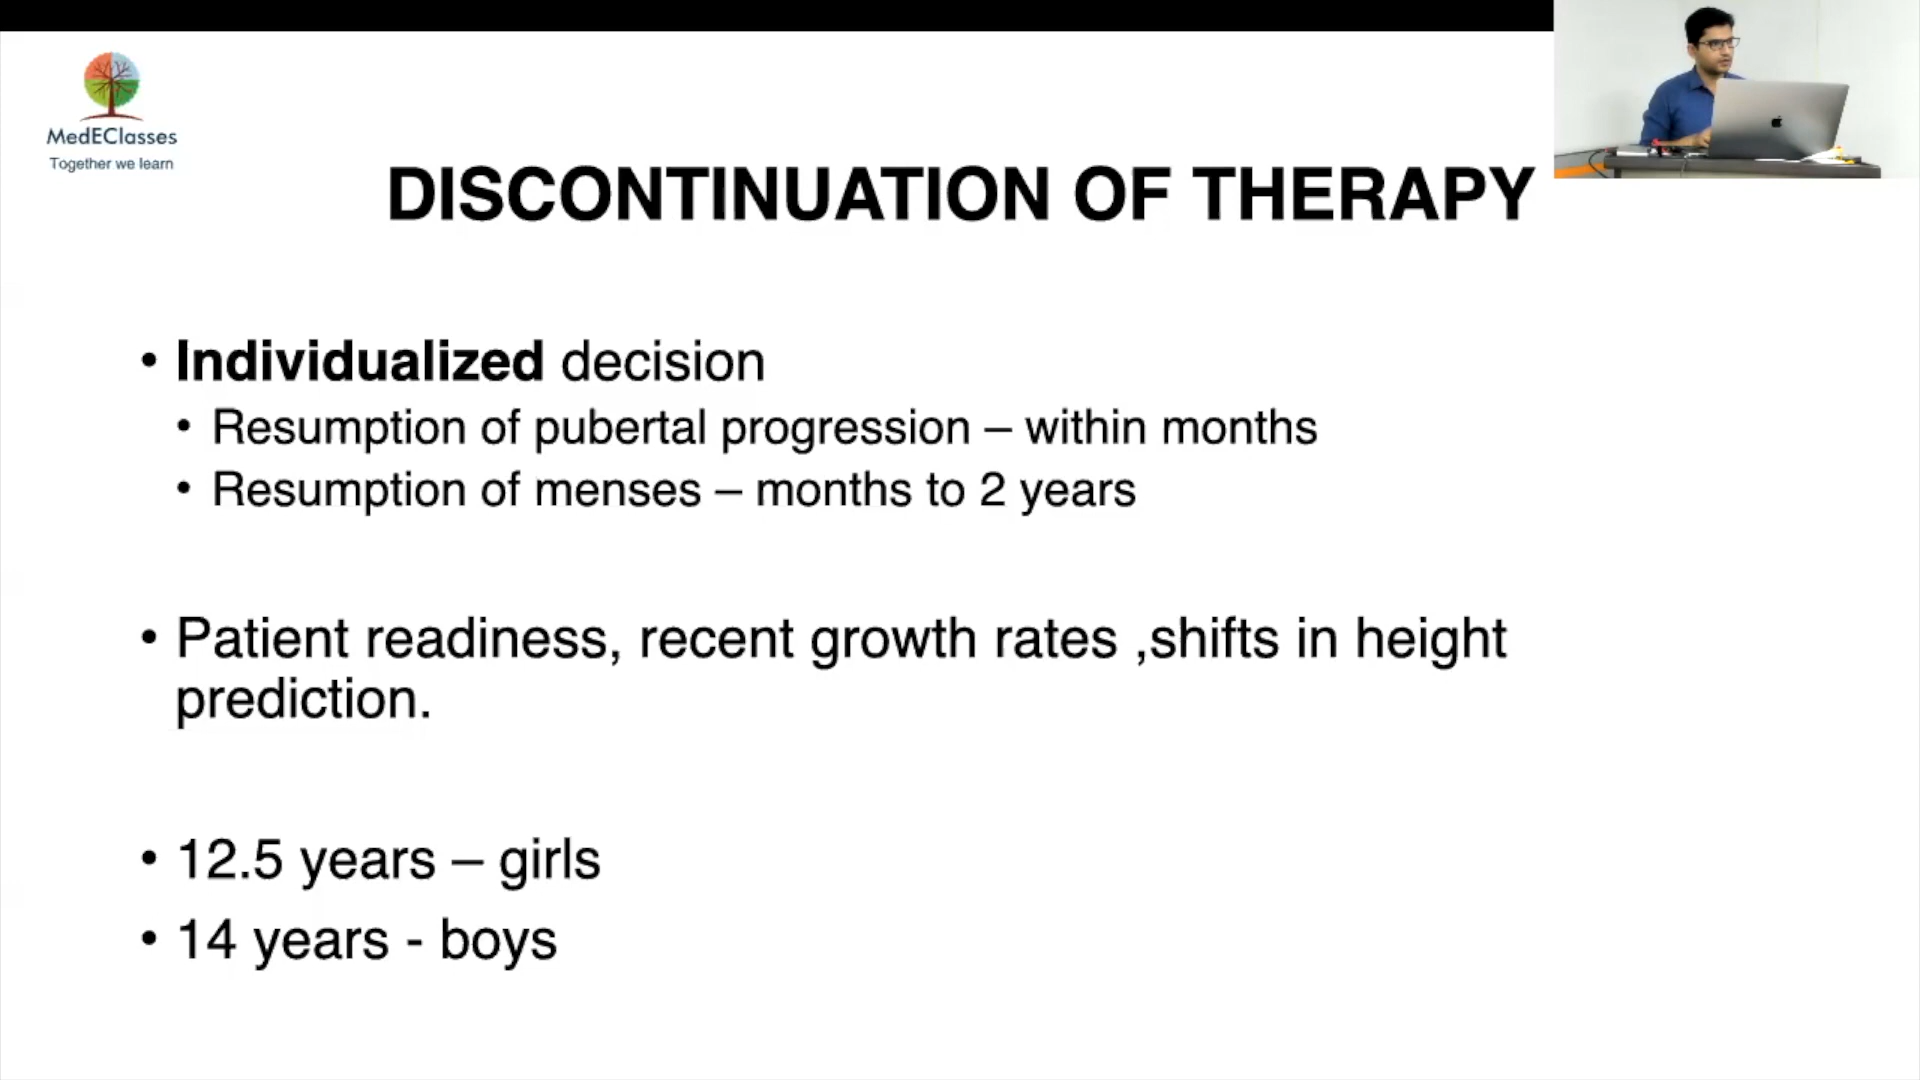 MedEClasses
Together we learn
DISCONTINUATION OF THERAPY
• Individualized decision
• Resumption of pubertal progression – within months
• Resumption of menses – months to 2 years
• Patient readiness, recent growth rates ,shifts in height
prediction.
• 12.5 years – girls
• 14 years - boys